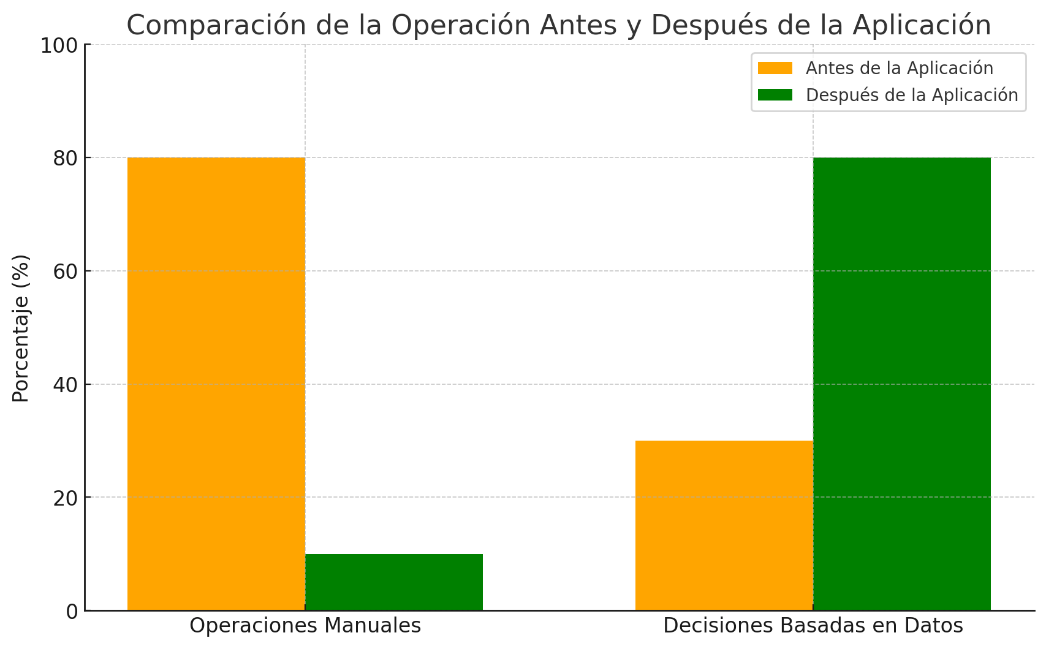 Comparación de la Operación Antes y Después de la Aplicación
Antes de la Aplicación
Después de la Aplicación
Porcentaje (%)
100
80
60
40
20
0
Operaciones Manuales
Decisiones Basadas en Datos